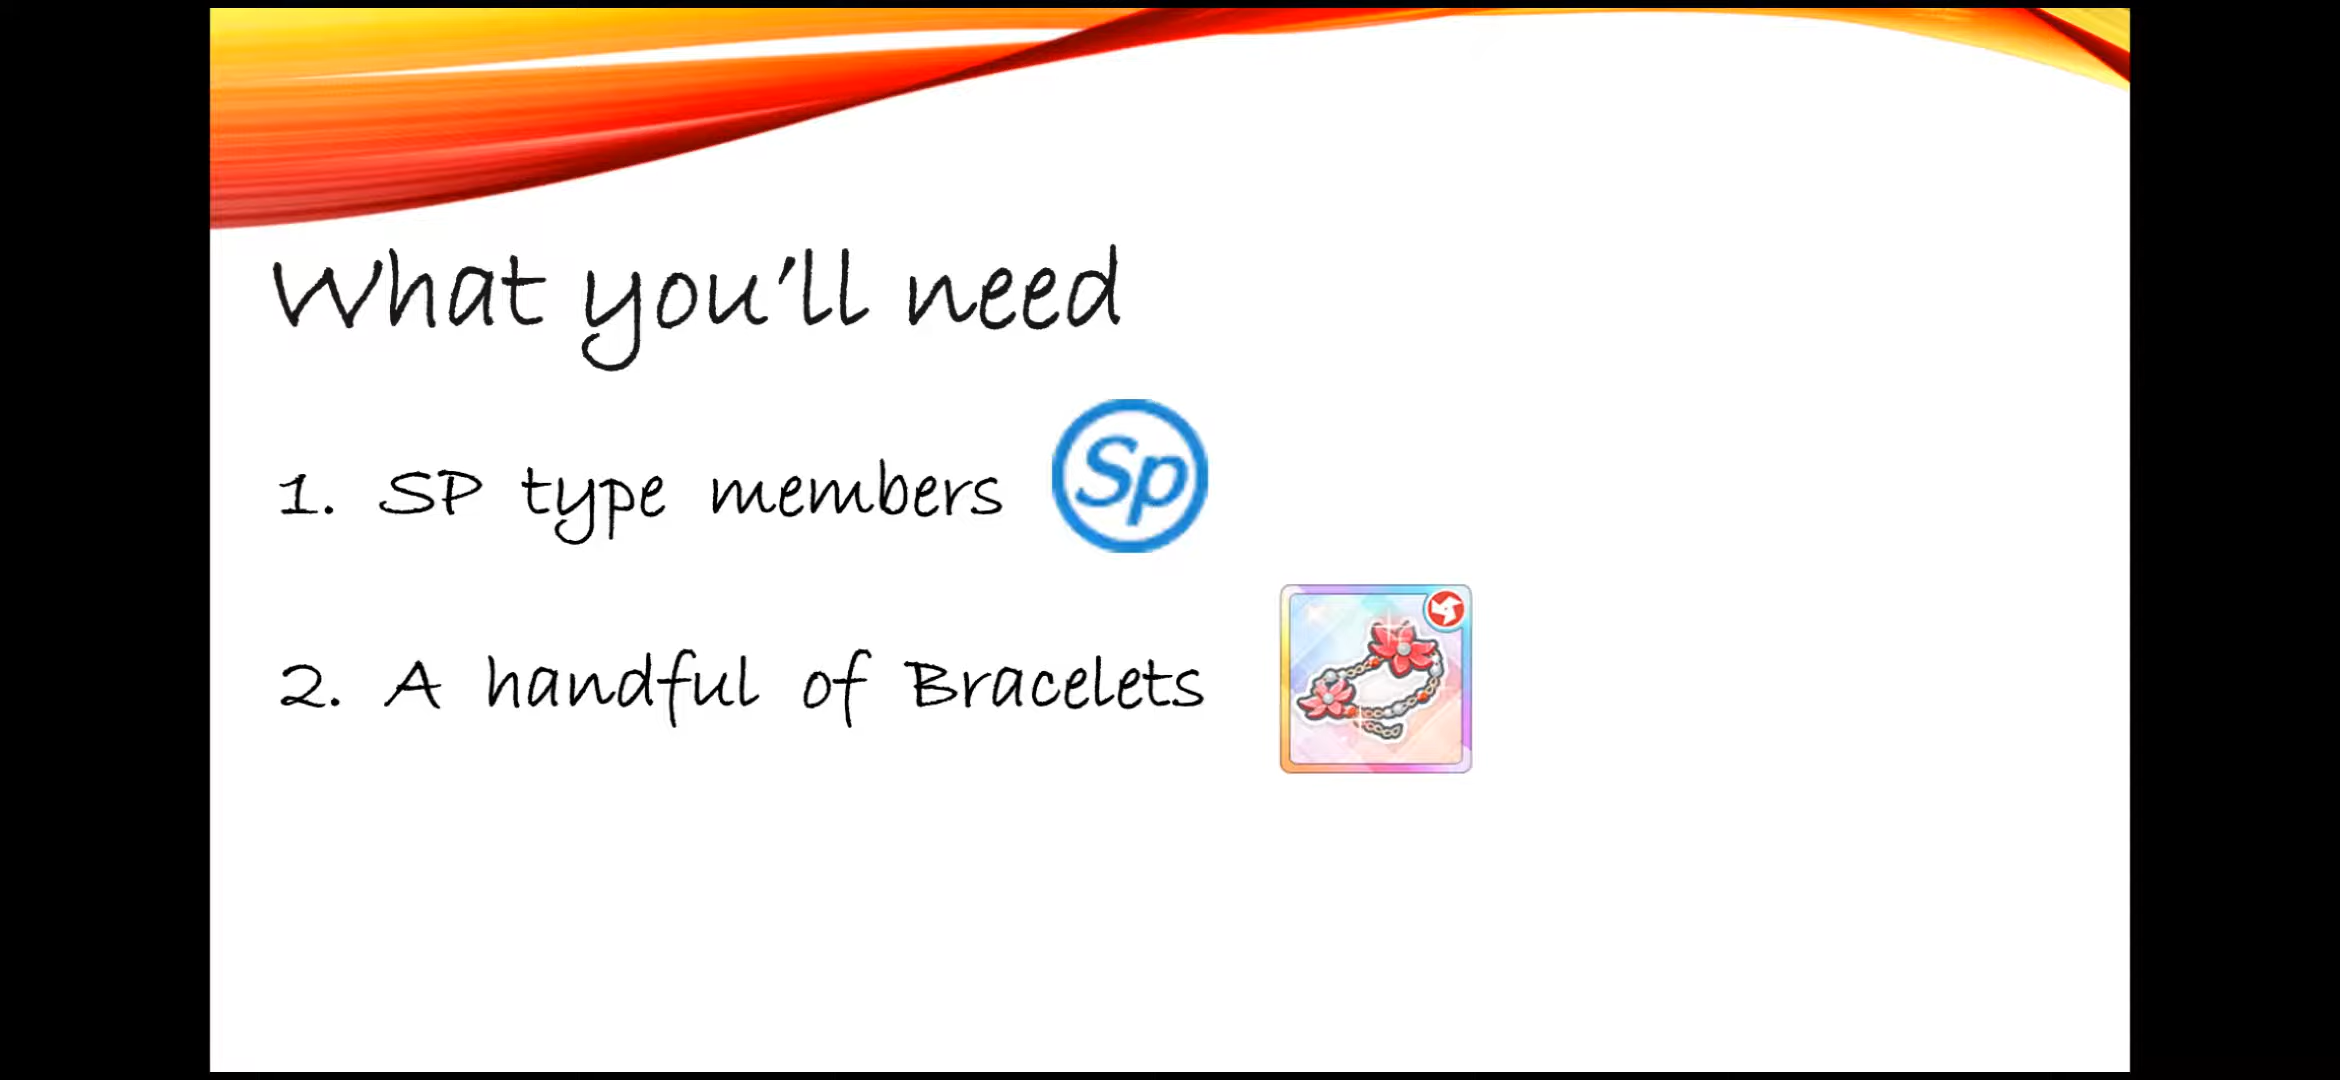 What you'll need
1. SP type members Sp
2. A handful of Bracelets